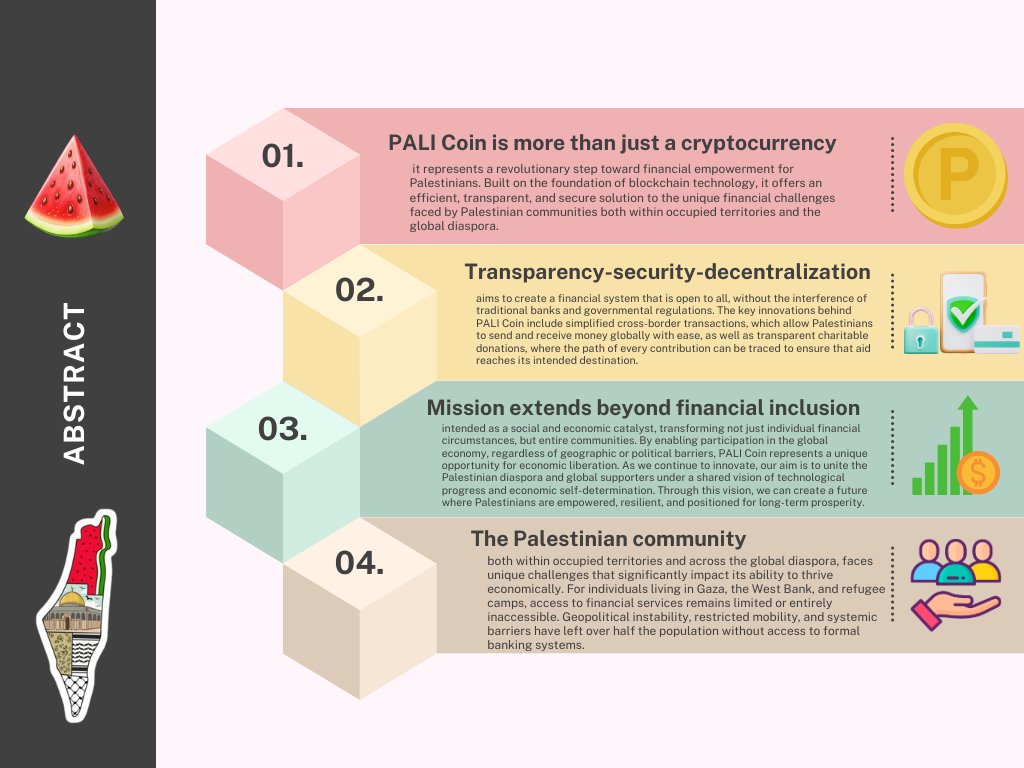 ABSTRACT
01.
PALI Coin is more than just a cryptocurrency
it represents a revolutionary step toward financial empowerment for
Palestinians. Built on the foundation of blockchain technology, it offers an
efficient, transparent, and secure solution to the unique financial challenges
faced by Palestinian communities both within occupied territories and the
global diaspora.
P
02.
Transparency-security-decentralization
aims to create a financial system that is open to all, without the interference of
traditional banks and governmental regulations. The key innovations behind
PALI Coin include simplified cross-border transactions, which allow Palestinians
to send and receive money globally with ease, as well as transparent charitable
donations, where the path of every contribution can be traced to ensure that aid
reaches its intended destination.
03.
Mission extends beyond financial inclusion
intended as a social and economic catalyst, transforming not just individual financial
circumstances, but entire communities. By enabling participation in the global
economy, regardless of geographic or political barriers, PALI Coin represents a unique
opportunity for economic liberation. As we continue to innovate, our aim is to unite the
Palestinian diaspora and global supporters under a shared vision of technological
progress and economic self-determination. Through this vision, we can create a future
where Palestinians are empowered, resilient, and positioned for long-term prosperity.
$
04.
The Palestinian community
both within occupied territories and across the global diaspora, faces
unique challenges that significantly impact its ability to thrive
economically. For individuals living in Gaza, the West Bank, and refugee
camps, access to financial services remains limited or entirely
inaccessible. Geopolitical instability, restricted mobility, and systemic
barriers have left over half the population without access to formal
banking systems.